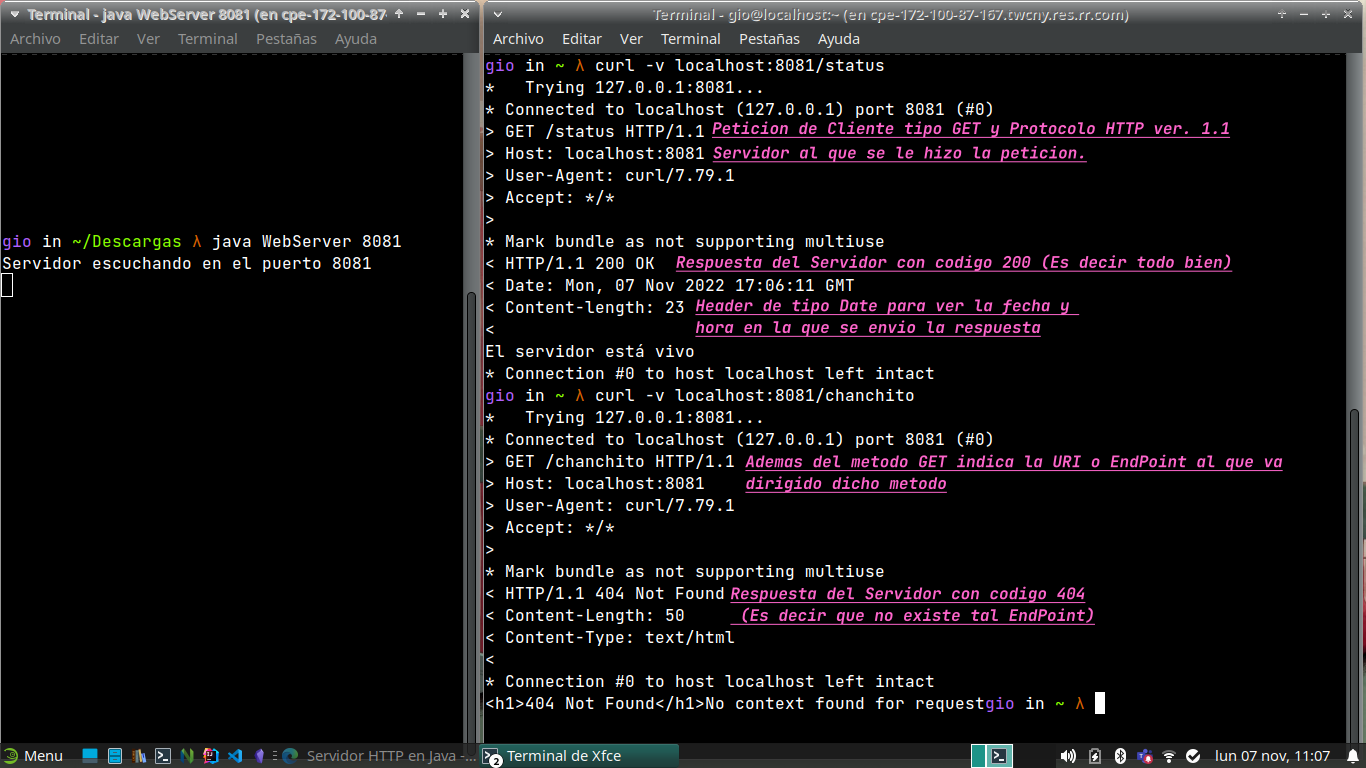 Terminal - java WebServer 8081 (en cpe-172-100-87-
Archivo Editar Ver Terminal Pestañas Ayuda
gio in ~/Descargas λ java WebServer 8081
Servidor escuchando en el puerto 8081
Terminal - gio@localhost:~ (en cpe-172-100-87-167.twcny.res.rr.com)
Archivo Editar Ver Terminal Pestañas Ayuda
gio in ~ λ curl -v localhost:8081/status
*   Trying 127.0.0.1:8081...
* Connected to localhost (127.0.0.1) port 8081 (#0)
> GET /status HTTP/1.1 Peticion de Cliente tipo GET y Protocolo HTTP ver. 1.1
> Host: localhost:8081 Servidor al que se le hizo la peticion.
> User-Agent: curl/7.79.1
> Accept: */*
>
* Mark bundle as not supporting multiuse
< HTTP/1.1 200 OK Respuesta del Servidor con codigo 200 (Es decir todo bien)
< Date: Mon, 07 Nov 2022 17:06:11 GMT
< Content-length: 23 Header de tipo Date para ver la fecha y
< hora en la que se envio la respuesta
El servidor está vivo
* Connection #0 to host localhost left intact
gio in ~ λ curl -v localhost:8081/chanchito
*   Trying 127.0.0.1:8081...
* Connected to localhost (127.0.0.1) port 8081 (#0)
> GET /chanchito HTTP/1.1 Ademas del metodo GET indica la URI o EndPoint al que va
> Host: localhost:8081 dirigido dicho metodo
> User-Agent: curl/7.79.1
> Accept: */*
>
* Mark bundle as not supporting multiuse
< HTTP/1.1 404 Not Found Respuesta del Servidor con codigo 404
< Content-Length: 50 (Es decir que no existe tal EndPoint)
< Content-Type: text/html
<
* Connection #0 to host localhost left intact
<h1>404 Not Found</h1>No context found for requestgio in ~ λ
Menu Servidor HTTP en Java -... Terminal de Xfce 2 lun 07 nov, 11:07